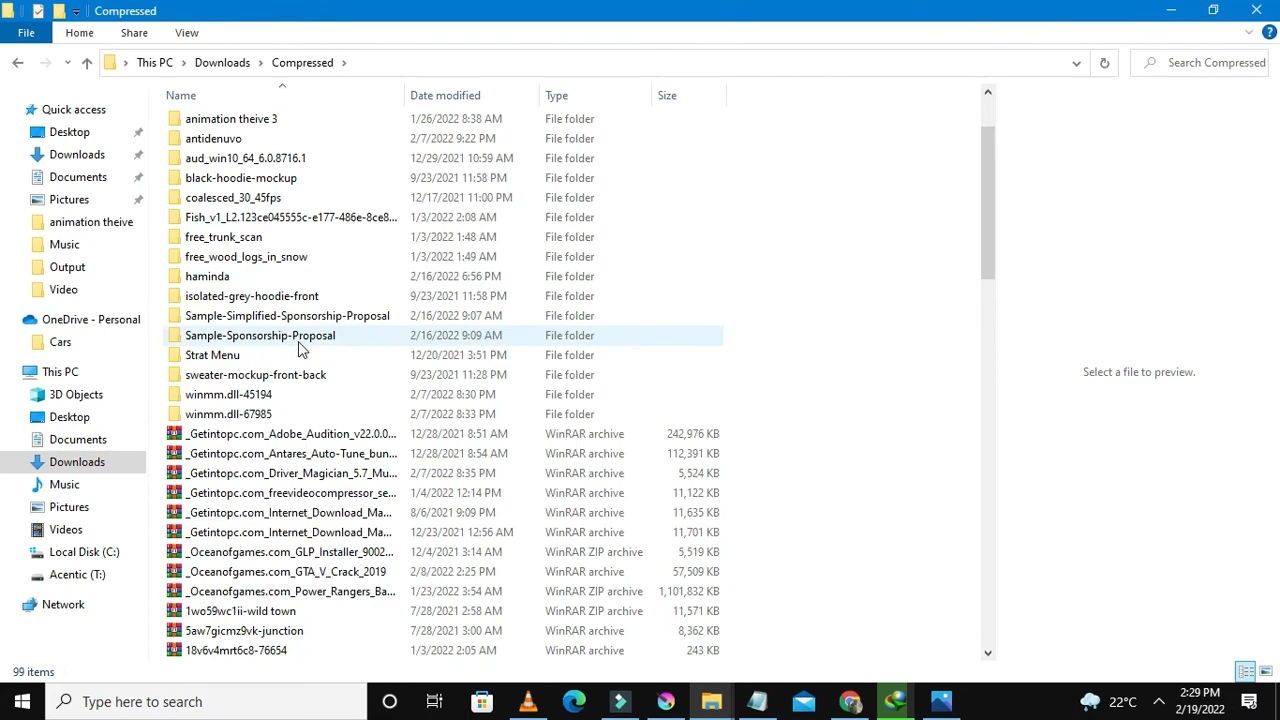 Compressed
File Home Share View
This PC Downloads Compressed Search Compressed
Name Date modified Type Size
Quick access
Desktop
Downloads
Documents
Pictures
animation theive
Music
Output
Video
OneDrive - Personal
Cars
This PC
3D Objects
Desktop
Documents
Downloads
Music
Pictures
Videos
Local Disk (C:)
Acentic (T:)
Network
animation theive 3 1/26/2022 8:38 AM File folder
antidenuvo 2/7/2022 9:22 PM File folder
aud_win10_64_6.0.8716.1 12/29/2021 10:59 AM File folder
black-hoodie-mockup 9/23/2021 11:58 PM File folder
coalesced_30_45fps 12/17/2021 11:00 PM File folder
Fish_v1_L2.123ce045555c-e177-486e-8ce8... 1/3/2022 2:08 AM File folder
free_trunk_scan 1/3/2022 1:48 AM File folder
free_wood_logs_in_snow 1/3/2022 1:49 AM File folder
haminda 2/16/2022 6:56 PM File folder
isolated-grey-hoodie-front 9/23/2021 11:58 PM File folder
Sample-Simplified-Sponsorship-Proposal 2/16/2022 9:07 AM File folder
Sample-Sponsorship-Proposal 2/16/2022 9:09 AM File folder
Strat Menu 12/20/2021 3:51 PM File folder
sweater-mockup-front-back 9/23/2021 11:28 PM File folder
winmm.dll-45194 2/7/2022 8:30 PM File folder
winmm.dll-67985 2/7/2022 8:33 PM File folder
_Getintopc.com_Adobe_Audition_v22.0.0... 12/28/2021 8:51 AM WinRAR archive 242,976 KB
_Getintopc.com_Antares_Auto-Tune_bun... 12/28/2021 8:54 AM WinRAR archive 112,391 KB
_Getintopc.com_Driver_Magician_5.7_Mu... 2/7/2022 8:35 PM WinRAR archive 5,524 KB
_Getintopc.com_freevideocompressor_se... 1/4/2022 12:14 PM WinRAR archive 11,122 KB
_Getintopc.com_Internet_Download_Ma... 8/6/2021 9:09 PM WinRAR archive 11,635 KB
_Getintopc.com_Internet_Download_Ma... 12/23/2021 12:56 AM WinRAR archive 11,701 KB
_Oceanofgames.com_GLP_Installer_9002... 12/4/2021 3:14 AM WinRAR ZIP archive 5,519 KB
_Oceanofgames.com_GTA_V_Crack_2019 2/8/2022 2:25 PM WinRAR archive 57,509 KB
_Oceanofgames.com_Power_Rangers_Ba... 1/23/2022 3:54 AM WinRAR ZIP archive 1,101,832 KB
1wo59wc1ii-wild town 7/28/2021 2:58 AM WinRAR archive 11,571 KB
5aw7gicmz9vk-junction 7/28/2021 3:00 AM WinRAR archive 8,362 KB
18v6v4mrt6c8-76654 1/3/2022 2:05 AM WinRAR archive 243 KB
Select a file to preview.
99 items
Type here to search
22°C
2:29 PM
2/19/2022